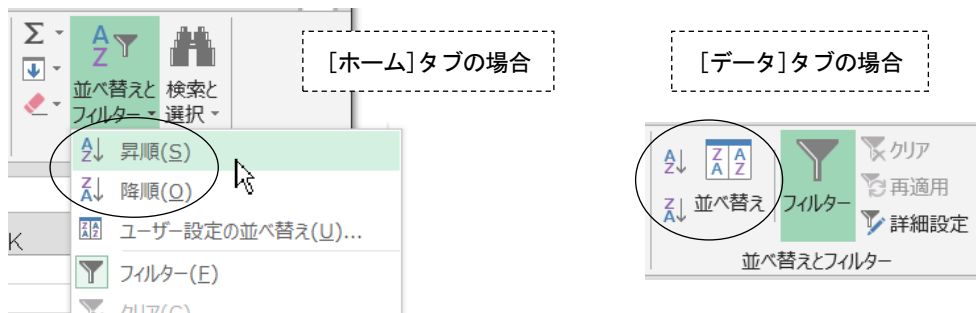 [ホーム]タブの場合
[データ]タブの場合
Σ
並べ替えと
フィルター
検索と
選択
昇順(S)
降順(O)
ユーザー設定の並べ替え(U)...
フィルター(F)
クリア(C)
K
並べ替え
フィルター
クリア
再適用
詳細設定
並べ替えとフィルター